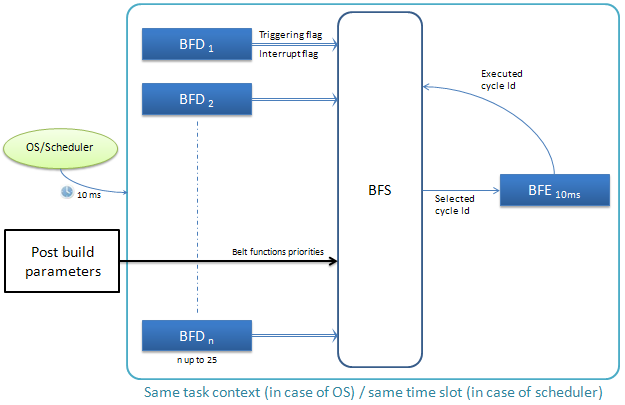 BFD 1
Triggering flag
Interrupt flag
Executed
cycle Id
BFD 2
OS/Scheduler
10 ms
BFS
BFE 10ms
Selected
cycle Id
Post build
parameters
Belt functions priorities
BFD n
n up to 25
Same task context (in case of OS) / same time slot (in case of scheduler)